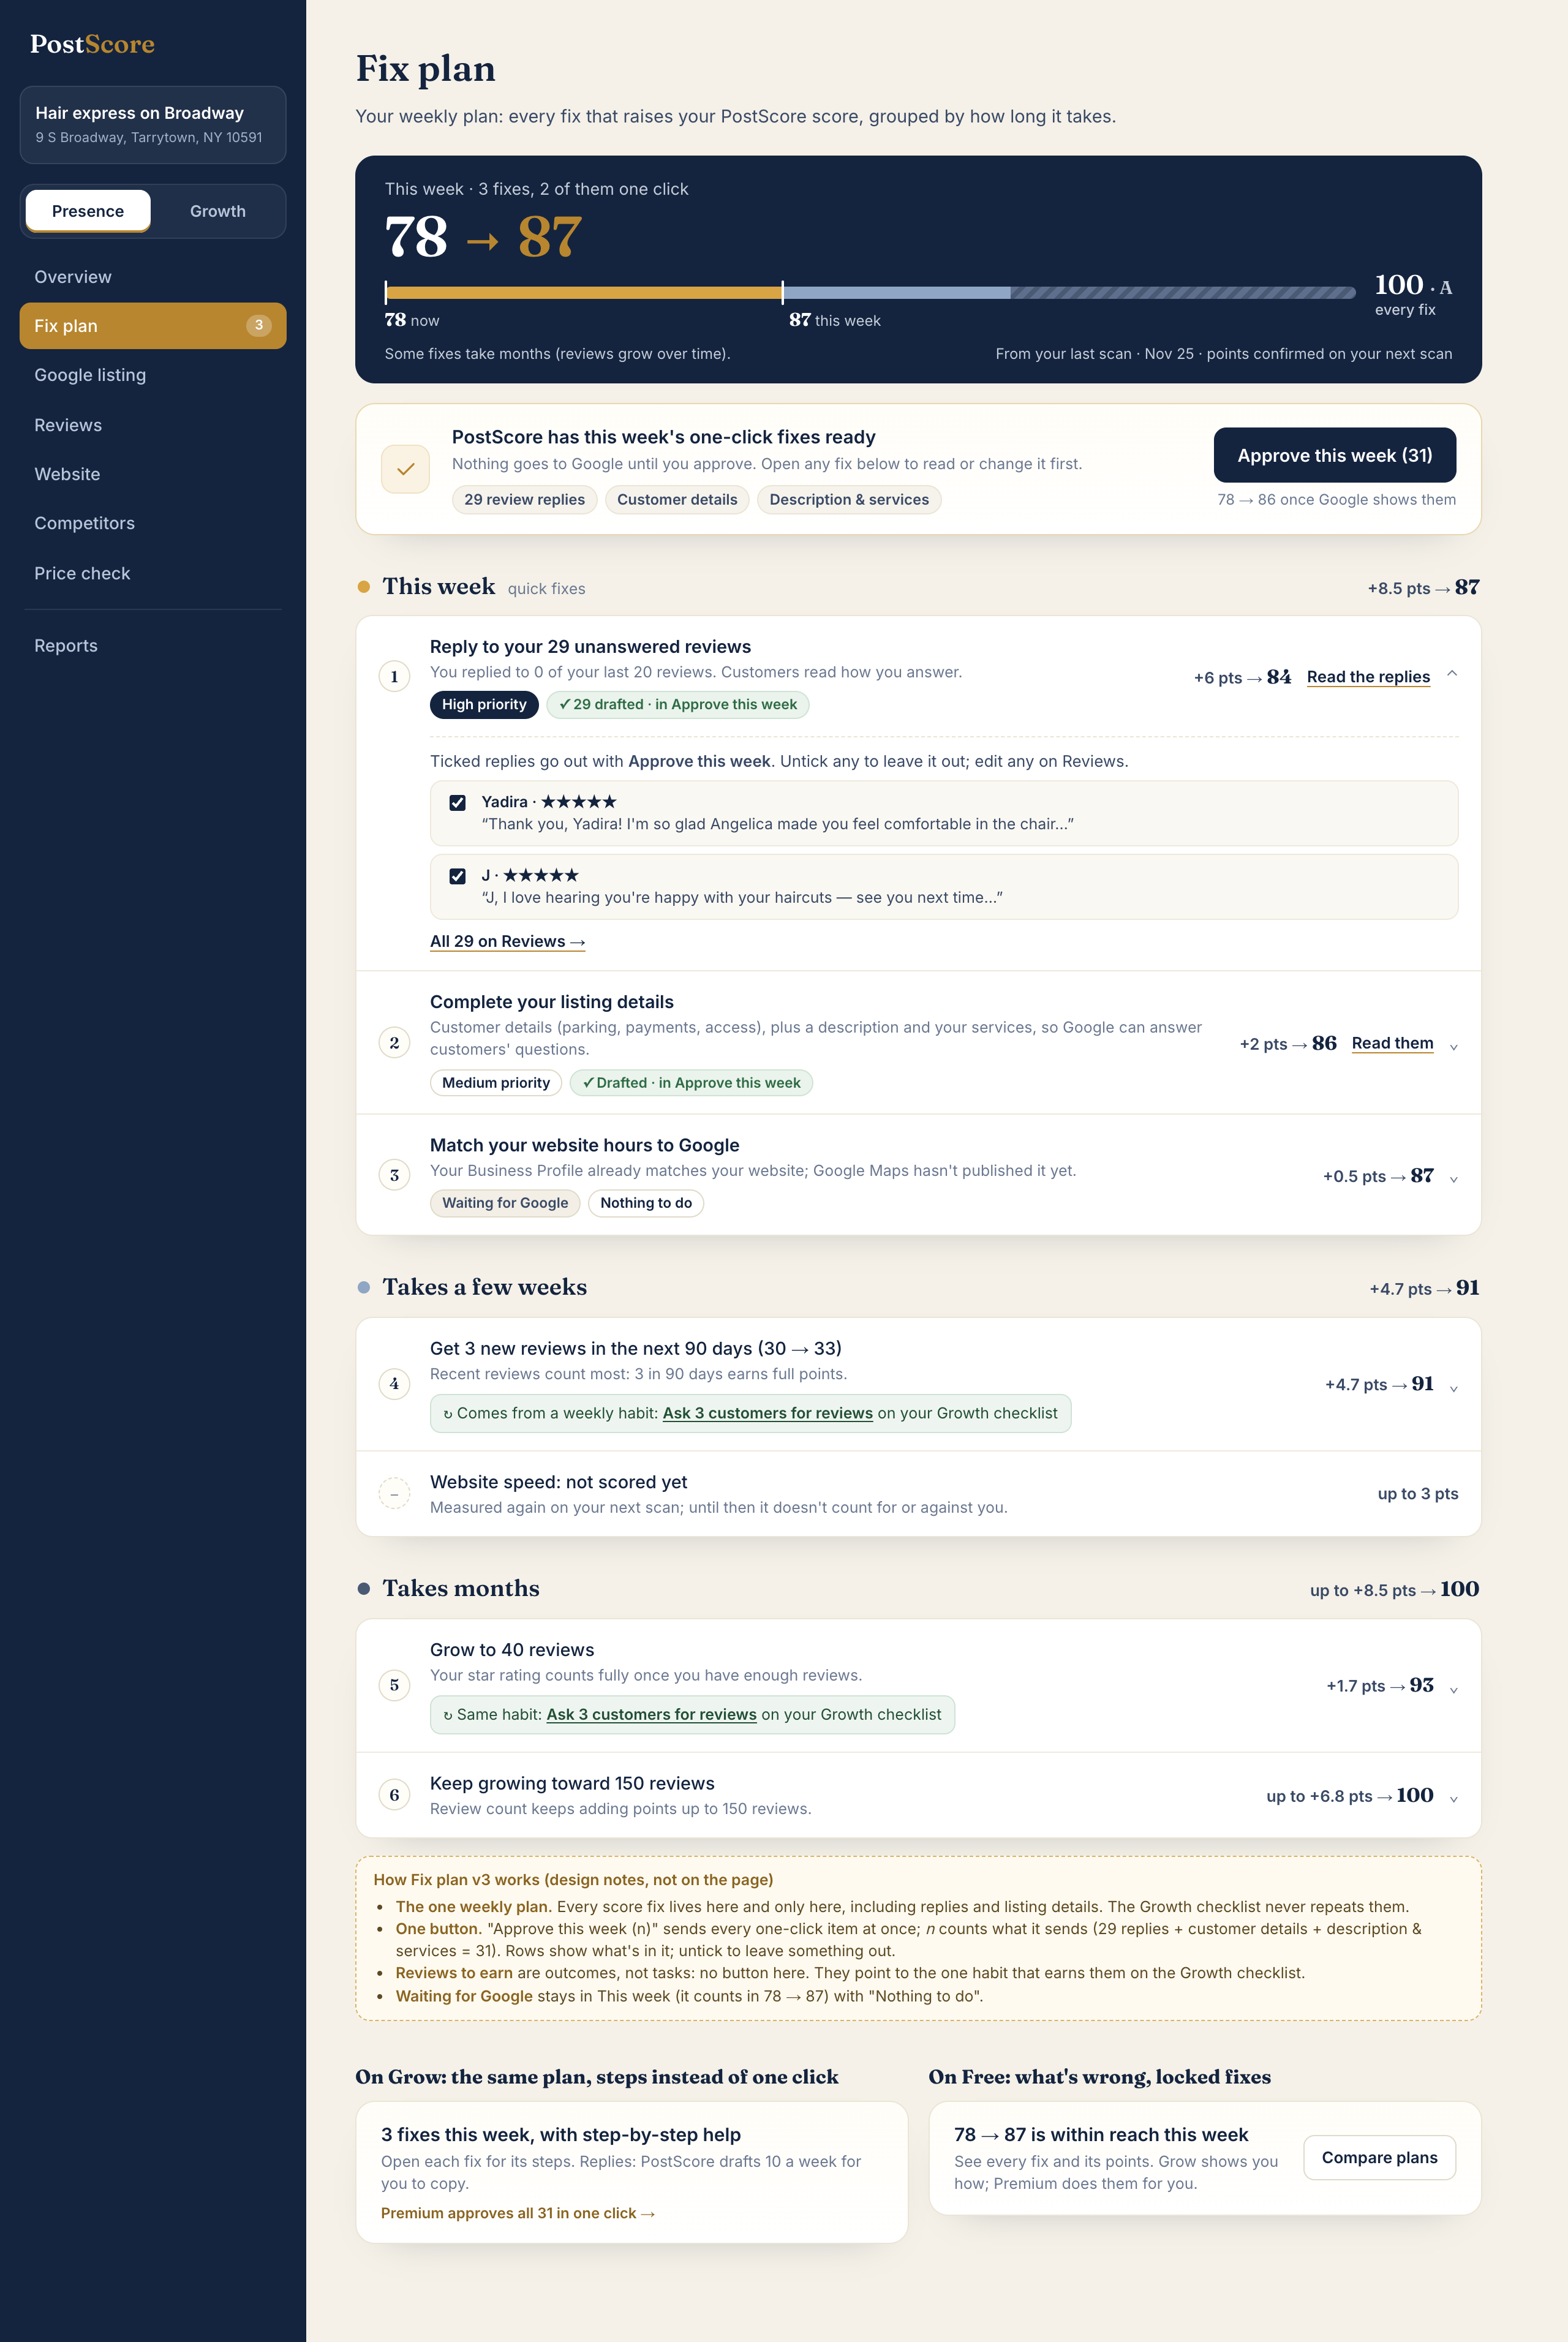 PostScore
Hair express on Broadway
9 S Broadway, Tarrytown, NY 10591
Presence
Growth
Overview
Fix plan
3
Google listing
Reviews
Website
Competitors
Price check
Reports
Fix plan
Your weekly plan: every fix that raises your PostScore score, grouped by how long it takes.
This week · 3 fixes, 2 of them one click
78 → 87
100 · A
every fix
78 now
87 this week
Some fixes take months (reviews grow over time).
From your last scan · Nov 25 · points confirmed on your next scan
PostScore has this week's one-click fixes ready
Nothing goes to Google until you approve. Open any fix below to read or change it first.
29 review replies
Customer details
Description & services
Approve this week (31)
78 → 86 once Google shows them
This week quick fixes
+8.5 pts → 87
1
Reply to your 29 unanswered reviews
You replied to 0 of your last 20 reviews. Customers read how you answer.
High priority
✓ 29 drafted · in Approve this week
+6 pts → 84
Read the replies
Ticked replies go out with Approve this week. Untick any to leave it out; edit any on Reviews.
Yadira · ★★★★★
“Thank you, Yadira! I'm so glad Angelica made you feel comfortable in the chair…”
J · ★★★★★
“J, I love hearing you're happy with your haircuts — see you next time…”
All 29 on Reviews →
2
Complete your listing details
Customer details (parking, payments, access), plus a description and your services, so Google can answer
customers' questions.
Medium priority
✓ Drafted · in Approve this week
+2 pts → 86
Read them
3
Match your website hours to Google
Your Business Profile already matches your website; Google Maps hasn't published it yet.
Waiting for Google
Nothing to do
+0.5 pts → 87
Takes a few weeks
+4.7 pts → 91
4
Get 3 new reviews in the next 90 days (30 → 33)
Recent reviews count most: 3 in 90 days earns full points.
↻ Comes from a weekly habit: Ask 3 customers for reviews on your Growth checklist
+4.7 pts → 91
–
Website speed: not scored yet
Measured again on your next scan; until then it doesn't count for or against you.
up to 3 pts
Takes months
up to +8.5 pts → 100
5
Grow to 40 reviews
Your star rating counts fully once you have enough reviews.
↻ Same habit: Ask 3 customers for reviews on your Growth checklist
+1.7 pts → 93
6
Keep growing toward 150 reviews
Review count keeps adding points up to 150 reviews.
up to +6.8 pts → 100
How Fix plan v3 works (design notes, not on the page)
• The one weekly plan. Every score fix lives here and only here, including replies and listing details. The Growth checklist never repeats them.
• One button. "Approve this week (n)" sends every one-click item at once; n counts what it sends (29 replies + customer details + description &
services = 31). Rows show what's in it; untick to leave something out.
• Reviews to earn are outcomes, not tasks: no button here. They point to the one habit that earns them on the Growth checklist.
• Waiting for Google stays in This week (it counts in 78 → 87) with "Nothing to do".
On Grow: the same plan, steps instead of one click
3 fixes this week, with step-by-step help
Open each fix for its steps. Replies: PostScore drafts 10 a week for
you to copy.
Premium approves all 31 in one click →
On Free: what's wrong, locked fixes
78 → 87 is within reach this week
See every fix and its points. Grow shows you
how; Premium does them for you.
Compare plans